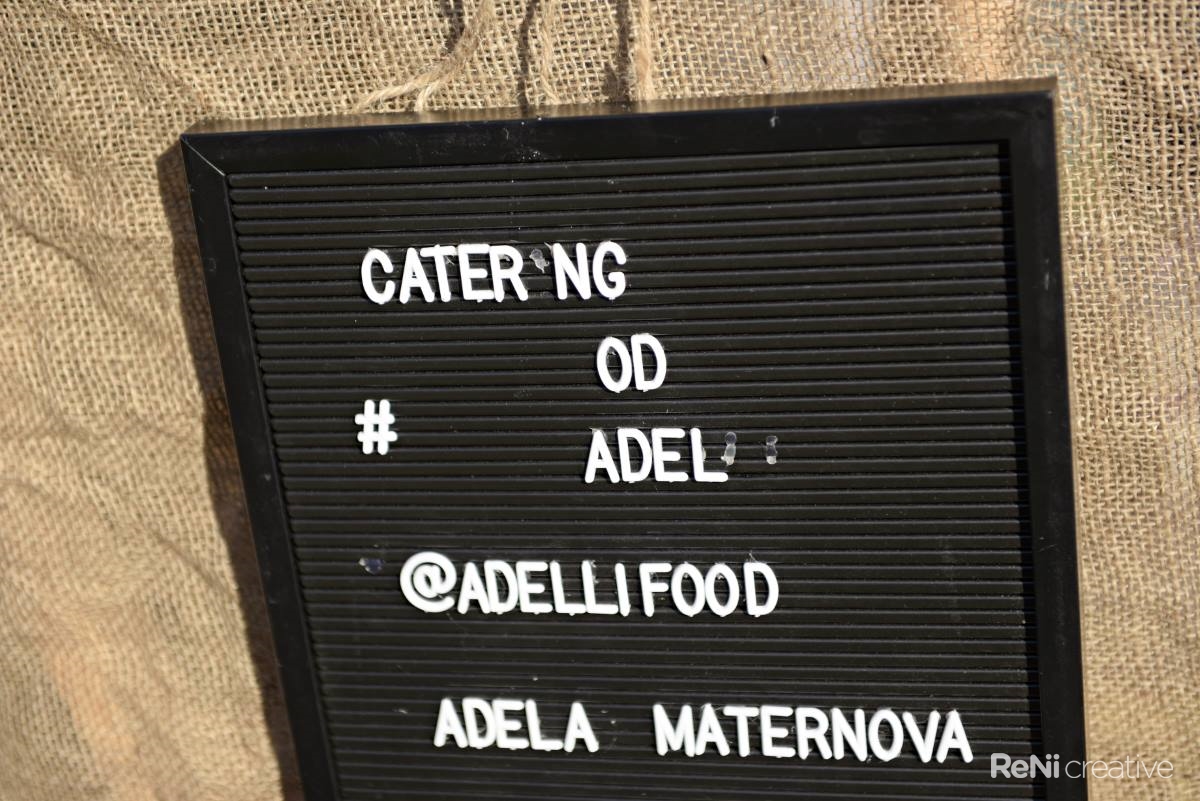 CATER NG
OD
#
ADEL
@ADELLIFOOD
ADELA MATERNOVA
ReNi creative